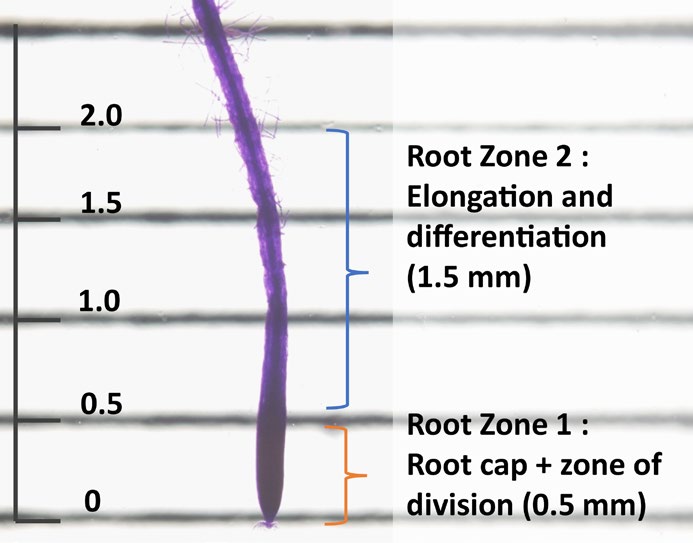 2.0
1.5
1.0
0.5
0
Root Zone 2 :
Elongation and
differentiation
(1.5 mm)
Root Zone 1 :
Root cap + zone of
division (0.5 mm)